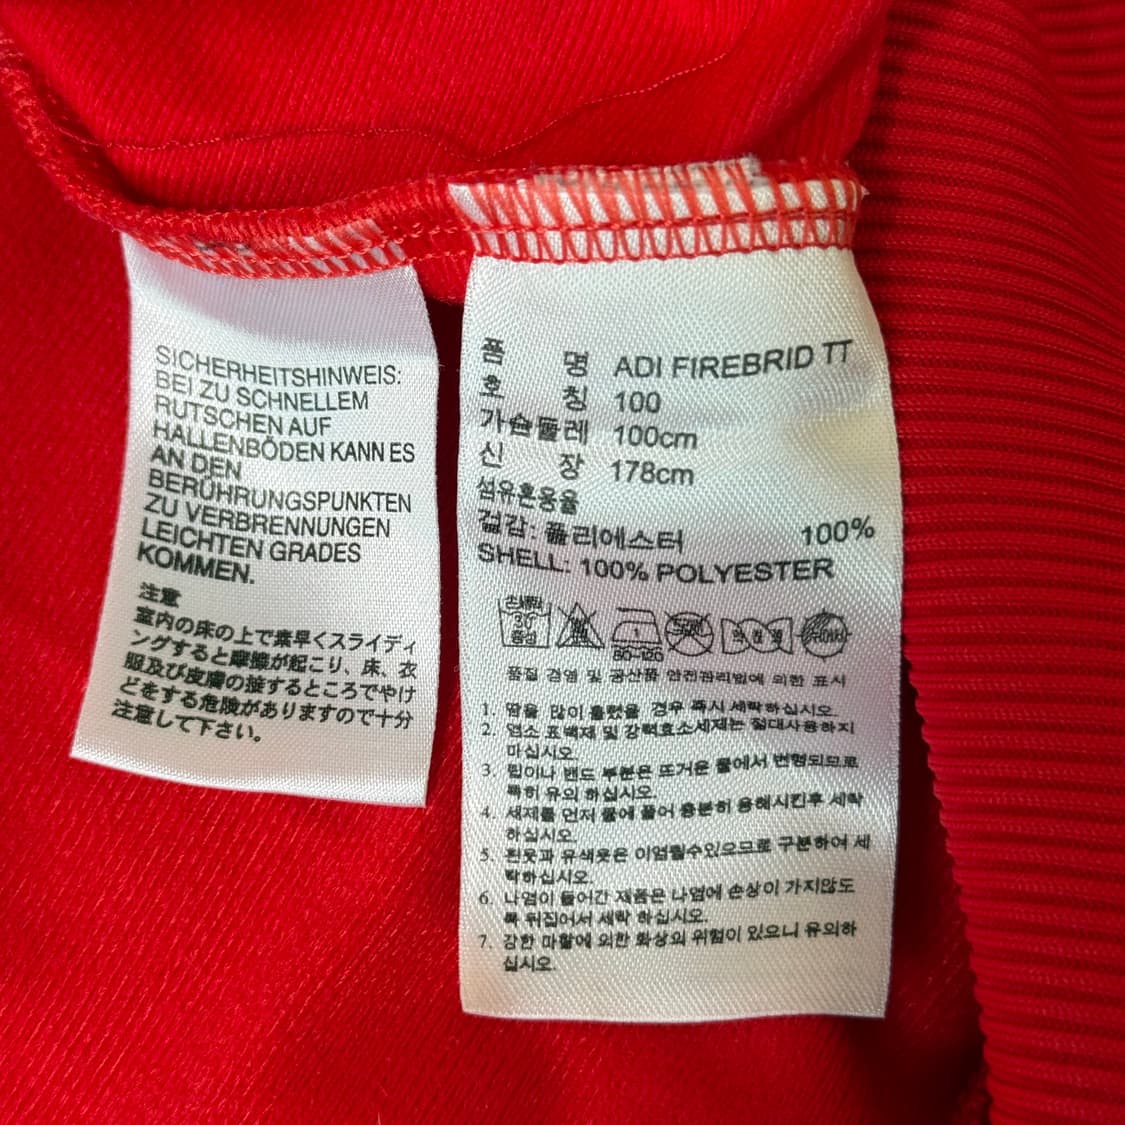 SICHERHEITSHINWEIS:
BEI ZU SCHNELLEM
RUTSCHEN AUF
HALLENBÖDEN KANN ES
AN DEN
BERÜHRUNGSPUNKTEN
ZU VERBRENNUNGEN
LEICHTEN GRADES
KOMMEN.
注意
室内の床の上で素早くスライディ
ングすると摩擦が起こり、床、衣
服及び皮膚の接するところでやけ
どをする危険がありますので十分
注意して下さい。
품 명 ADI FIREBRID TT
호 칭 100
가슴둘레 100cm
신 장 178cm
섬유혼용율
겉감: 폴리에스터 100%
SHELL: 100% POLYESTER
손세탁
30
중성
1
80-120
품질 경영 및 공산품 안전관리법에 의한 표시
1. 땀을 많이 흘렸을 경우 즉시 세탁하십시오.
2. 염소 표백제 및 강력효소세제는 절대사용하지
마십시오.
3. 립이나 밴드 부분은 뜨거운 물에서 변형되므로
특히 유의 하십시오.
4. 세제를 먼저 물에 풀어 충분히 용해시킨후 세탁
하십시오.
5. 흰옷과 유색옷은 이염될수있으므로 구분하여 세
탁하십시오.
6. 나염이 들어간 제품은 나염에 손상이 가지않도
록 뒤집어서 세탁 하십시오.
7. 강한 마찰에 의한 화상의 위험이 있으니 유의하
십시오.